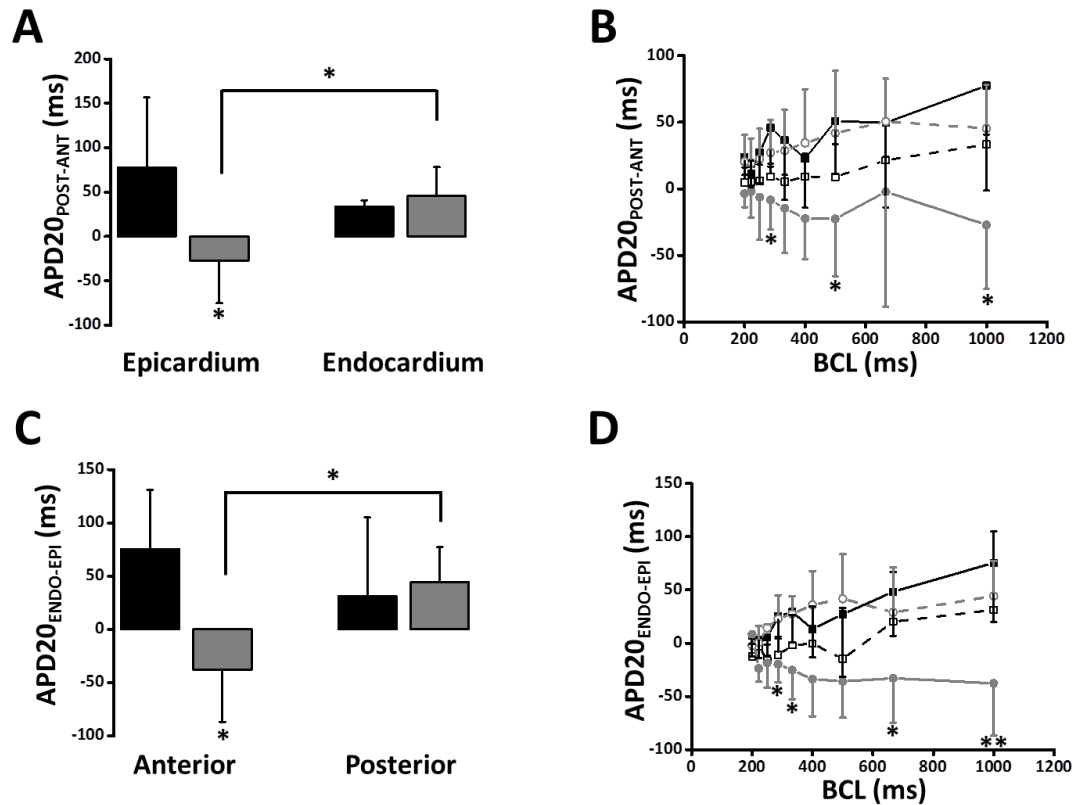 A
APD20POST-ANT (ms)
200
150
100
50
0
-50
-100
*
*
Epicardium Endocardium
B
APD20POST-ANT (ms)
100
50
0
-50
-100
*
*
*
0 200 400 600 800 1000 1200
BCL (ms)
C
APD20ENDO-EPI (ms)
150
100
50
0
-50
-100
*
*
Anterior Posterior
D
APD20ENDO-EPI (ms)
150
100
50
0
-50
-100
*
*
*
**
0 200 400 600 800 1000 1200
BCL (ms)